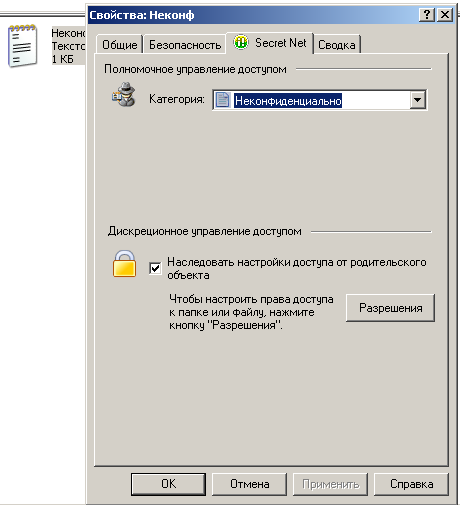 Свойства: Неконф
Неконф
Тексто
1 КБ
Общие Безопасность Secret Net Сводка
Полномочное управление доступом
Категория: Неконфиденциально
Дискреционное управление доступом
Наследовать настройки доступа от родительского
объекта
Чтобы настроить права доступа
к папке или файлу, нажмите
кнопку "Разрешения".
Разрешения
ОК Отмена Применить Справка